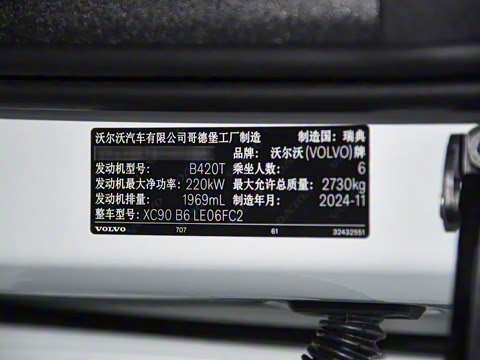 沃尔沃汽车有限公司哥德堡工厂制造 制造国：瑞典
品牌：沃尔沃(VOLVO)牌
发动机型号： B420T 乘坐人数： 6
发动机最大净功率：220kW 最大允许总质量：2730kg
发动机排量： 1969mL 制造年月： 2024-11
整车型号：XC90 B6 LE06FC2
VOLVO 707 61 32432551